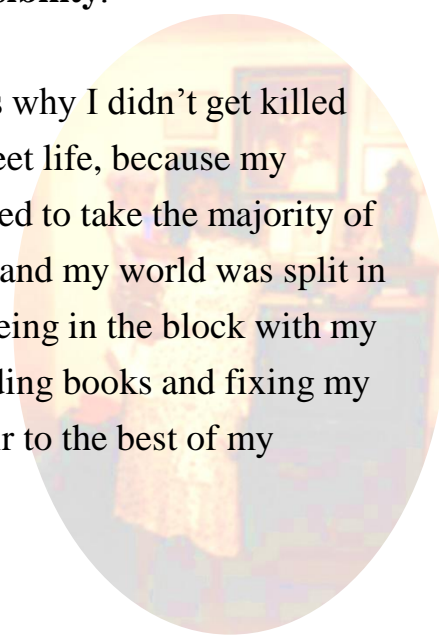 s why I didn’t get killed
eet life, because my
ed to take the majority of
and my world was split in
eing in the block with my
ding books and fixing my
r to the best of my